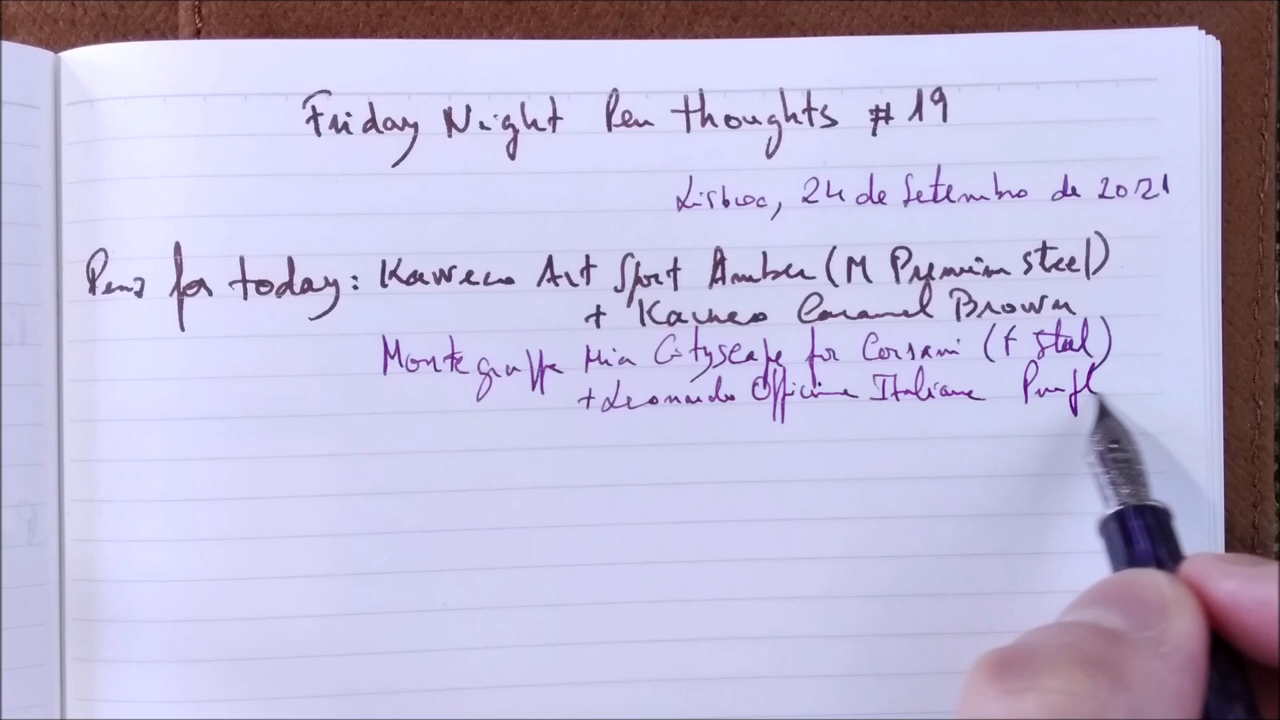 Friday Night Pen thoughts #19
Lisboa, 24 de Setembro de 2021
Pens for today: Kaweco Art Sport Amber (M Premium steel)
+ Kaweco Caramel Brown
Montegrappa Mia Cityscape for Corsani (F steel)
+ Leonardo Officina Italiana Purpl